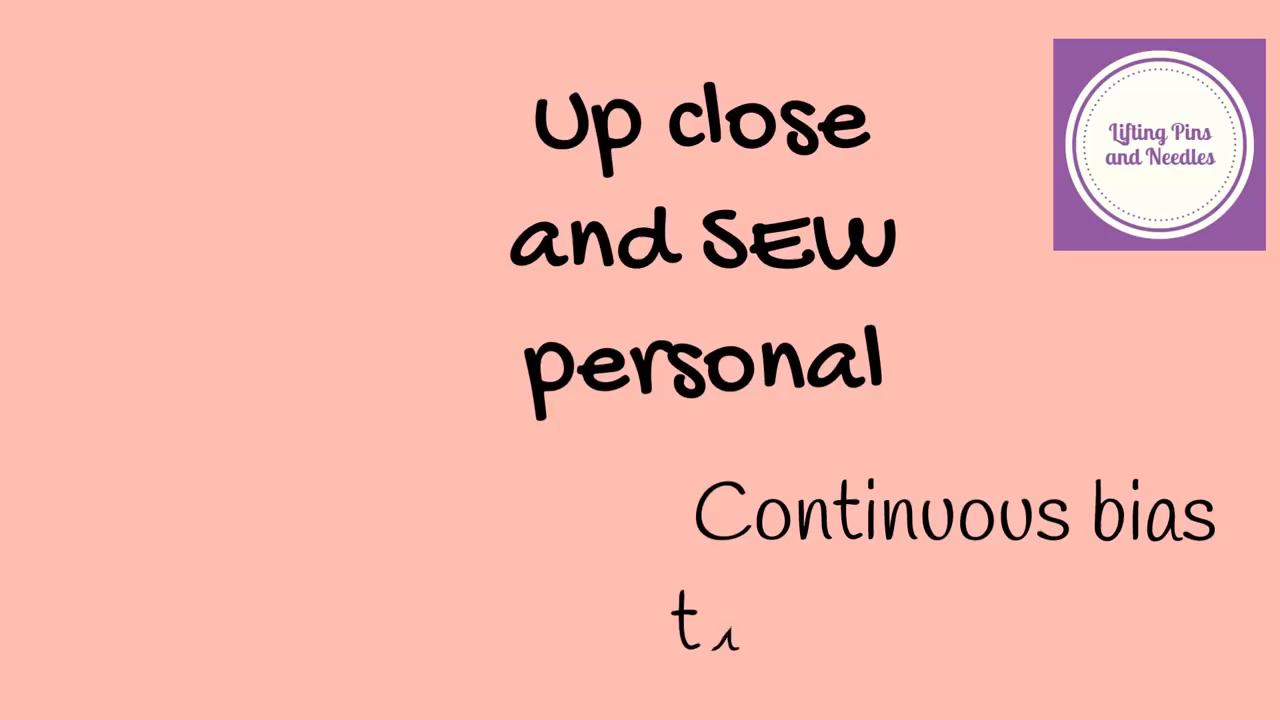 Up close
and SEW
personal
Lifting Pins
and Needles
Continuous bias